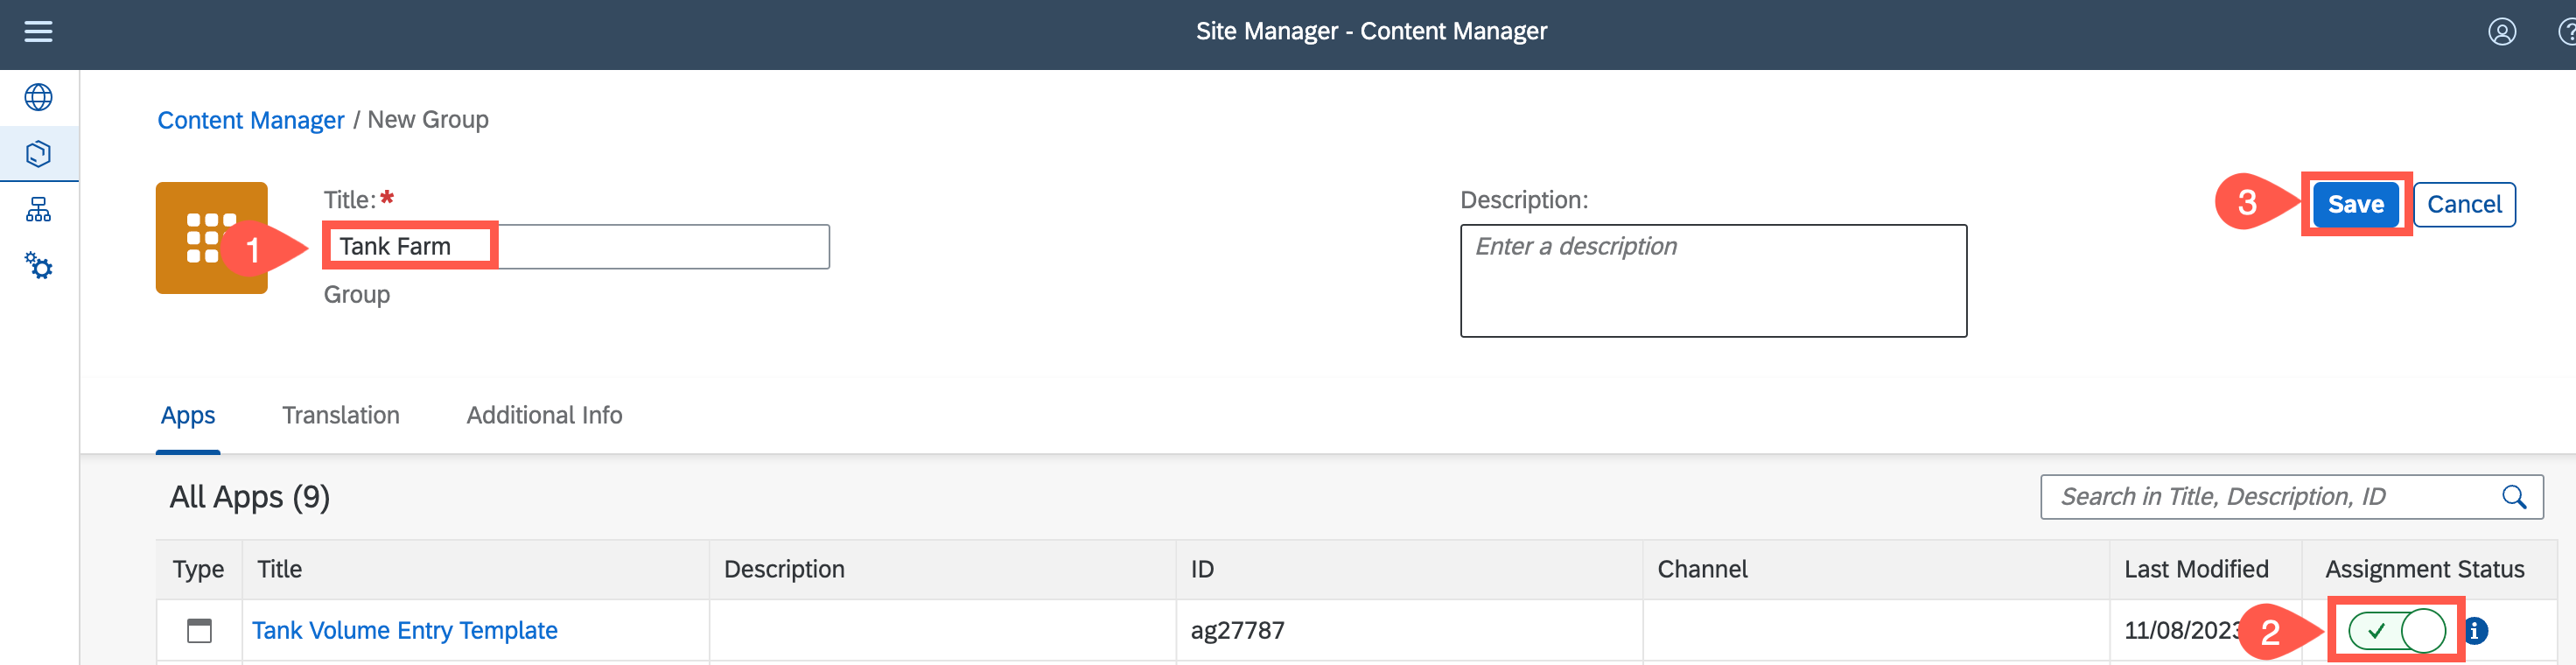 Site Manager - Content Manager
Content Manager / New Group
Title:*
1
Tank Farm
Group
Description:
Enter a description
3
Save
Cancel
Apps
Translation
Additional Info
All Apps (9)
Search in Title, Description, ID
Type
Title
Description
ID
Channel
Last Modified
Assignment Status
Tank Volume Entry Template
ag27787
11/08/2023
2